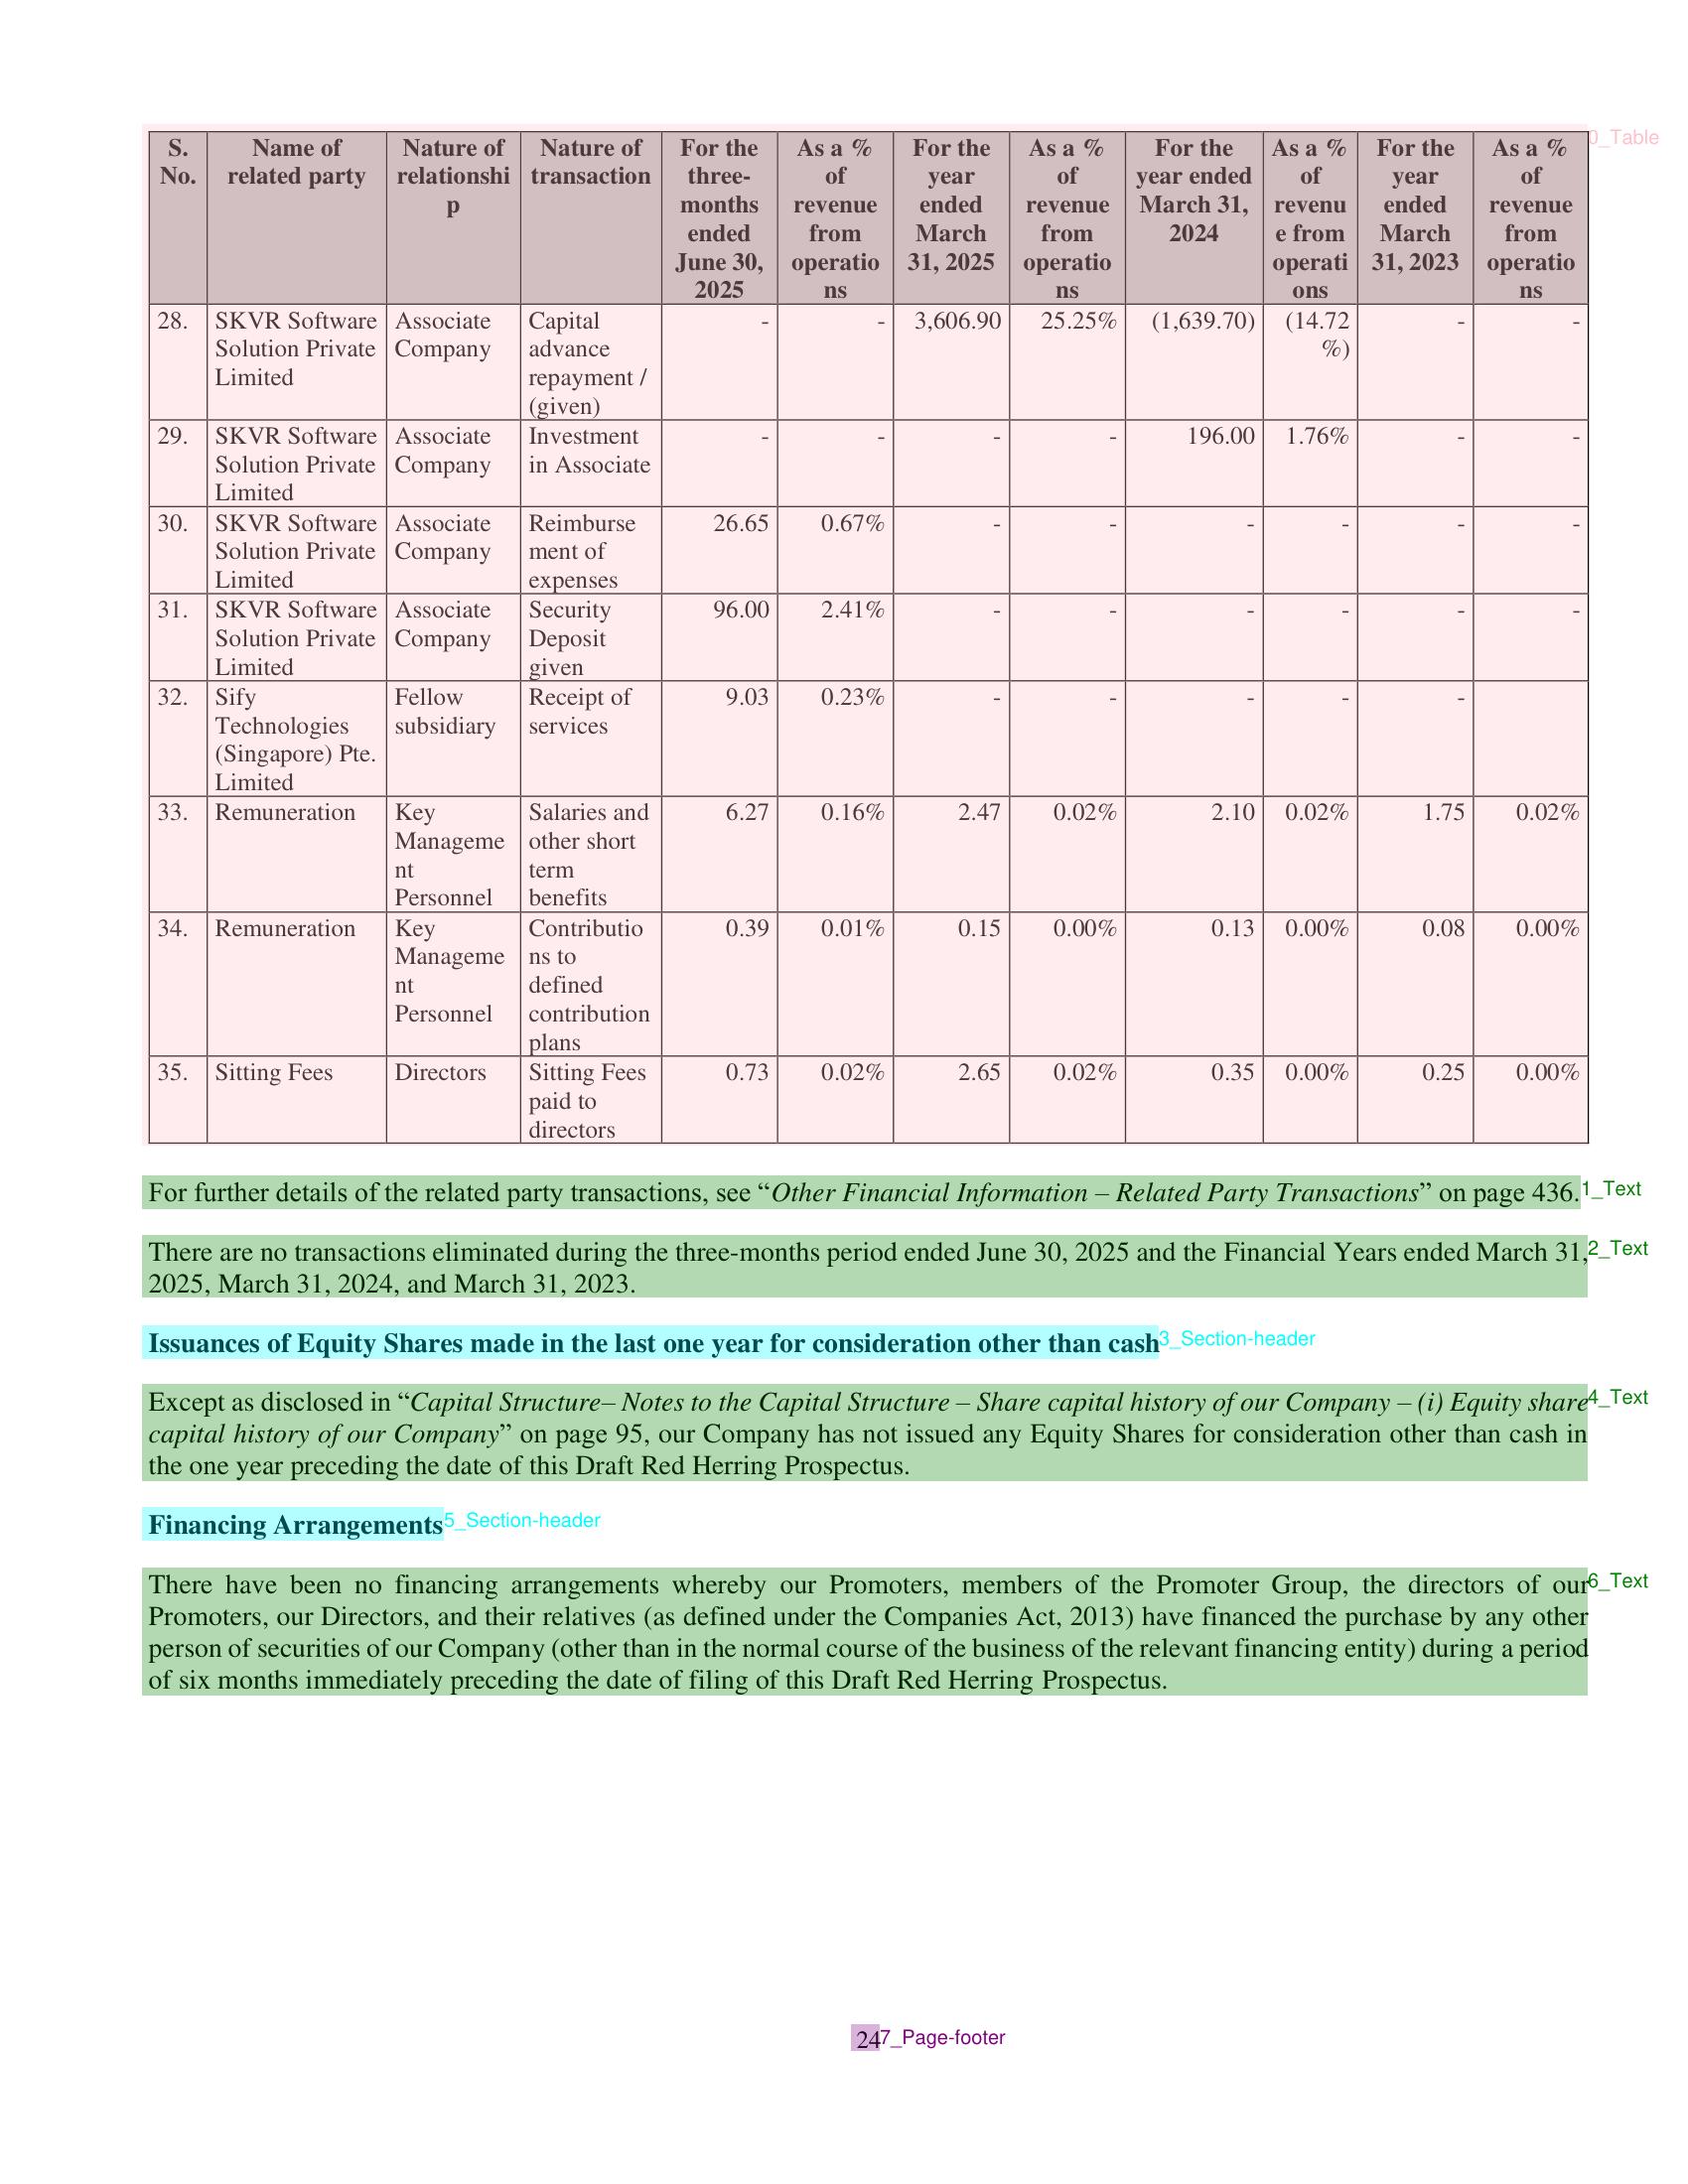 S. No. Name of related party Nature of relationshi p Nature of transaction For the three- months ended June 30, 2025 As a % of revenue from operatio ns For the year ended March 31, 2025 As a % of revenue from operatio ns For the year ended March 31, 2024 As a % of revenu e from operati ons For the year ended March 31, 2023 As a % of revenue from operatio ns
0_Table
28. SKVR Software Solution Private Limited Associate Company Capital advance repayment / (given) - - 3,606.90 25.25% (1,639.70) (14.72 %) - -
29. SKVR Software Solution Private Limited Associate Company Investment in Associate - - - - 196.00 1.76% - -
30. SKVR Software Solution Private Limited Associate Company Reimburse ment of expenses 26.65 0.67% - - - - - -
31. SKVR Software Solution Private Limited Associate Company Security Deposit given 96.00 2.41% - - - - - -
32. Sify Technologies (Singapore) Pte. Limited Fellow subsidiary Receipt of services 9.03 0.23% - - - - -
33. Remuneration Key Manageme nt Personnel Salaries and other short term benefits 6.27 0.16% 2.47 0.02% 2.10 0.02% 1.75 0.02%
34. Remuneration Key Manageme nt Personnel Contributio ns to defined contribution plans 0.39 0.01% 0.15 0.00% 0.13 0.00% 0.08 0.00%
35. Sitting Fees Directors Sitting Fees paid to directors 0.73 0.02% 2.65 0.02% 0.35 0.00% 0.25 0.00%
For further details of the related party transactions, see “Other Financial Information – Related Party Transactions” on page 436. 1_Text
There are no transactions eliminated during the three-months period ended June 30, 2025 and the Financial Years ended March 31, 2_Text
2025, March 31, 2024, and March 31, 2023.
Issuances of Equity Shares made in the last one year for consideration other than cash 3_Section-header
Except as disclosed in “Capital Structure– Notes to the Capital Structure – Share capital history of our Company – (i) Equity share 4_Text
capital history of our Company” on page 95, our Company has not issued any Equity Shares for consideration other than cash in
the one year preceding the date of this Draft Red Herring Prospectus.
Financing Arrangements 5_Section-header
There have been no financing arrangements whereby our Promoters, members of the Promoter Group, the directors of our 6_Text
Promoters, our Directors, and their relatives (as defined under the Companies Act, 2013) have financed the purchase by any other
person of securities of our Company (other than in the normal course of the business of the relevant financing entity) during a period
of six months immediately preceding the date of filing of this Draft Red Herring Prospectus.
24 7_Page-footer